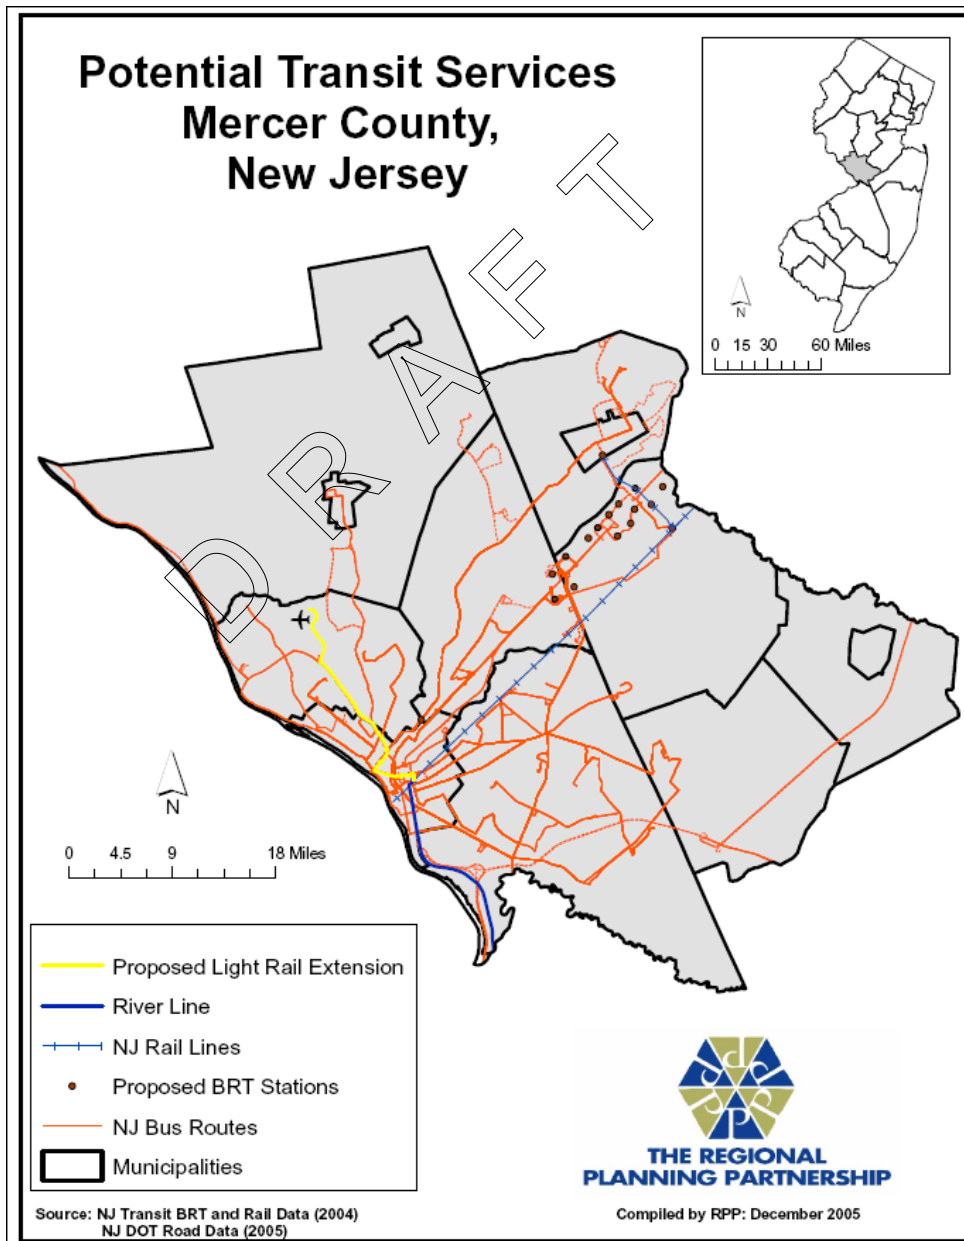 Potential Transit Services
Mercer County,
New Jersey
N
0 15 30 60 Miles
DRAFT
N
0 4.5 9 18 Miles
Proposed Light Rail Extension
River Line
NJ Rail Lines
Proposed BRT Stations
NJ Bus Routes
Municipalities
THE REGIONAL
PLANNING PARTNERSHIP
Source: NJ Transit BRT and Rail Data (2004)
NJ DOT Road Data (2005)
Compiled by RPP: December 2005